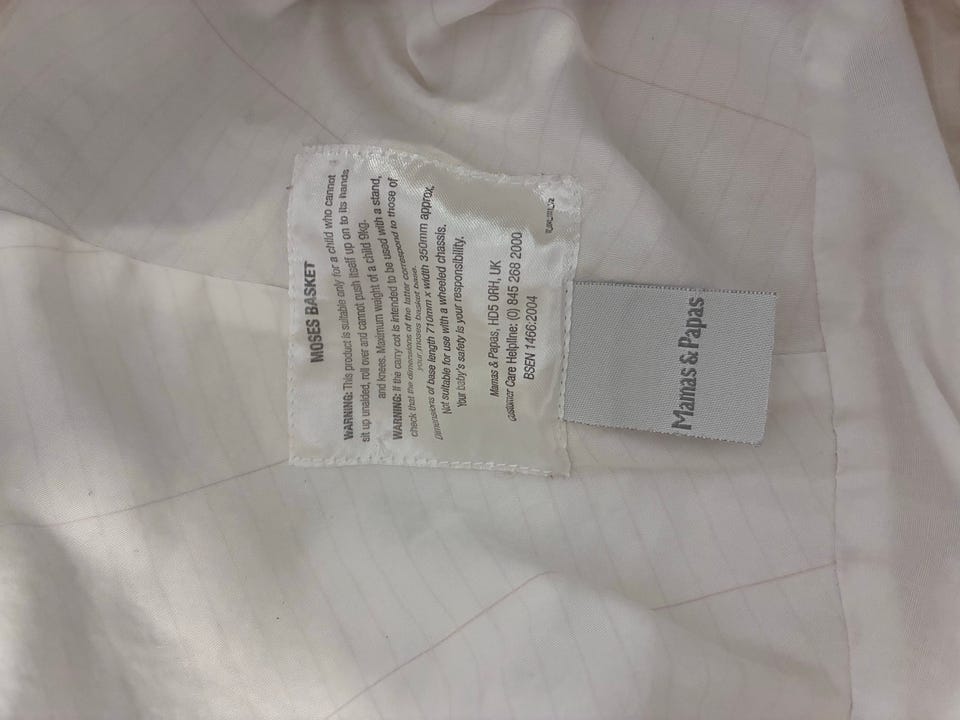 MOSES BASKET
WARNING: This product is suitable only for a child who cannot
sit up unaided, roll over and cannot push itself up on to its hands
and knees. Maximum weight of a child 9kg.
WARNING: If the carry cot is intended to be used with a stand,
check that the dimensions of the latter correspond to those of
your moses basket base.
Dimensions of base length 710mm x width 350mm approx.
Not suitable for use with a wheeled chassis.
Your baby's safety is your responsibility.
Mamas & Papas, HD5 0RH, UK
Customer Care Helpline: (0) 845 268 2000
BSEN 1466:2004
Mamas & Papas